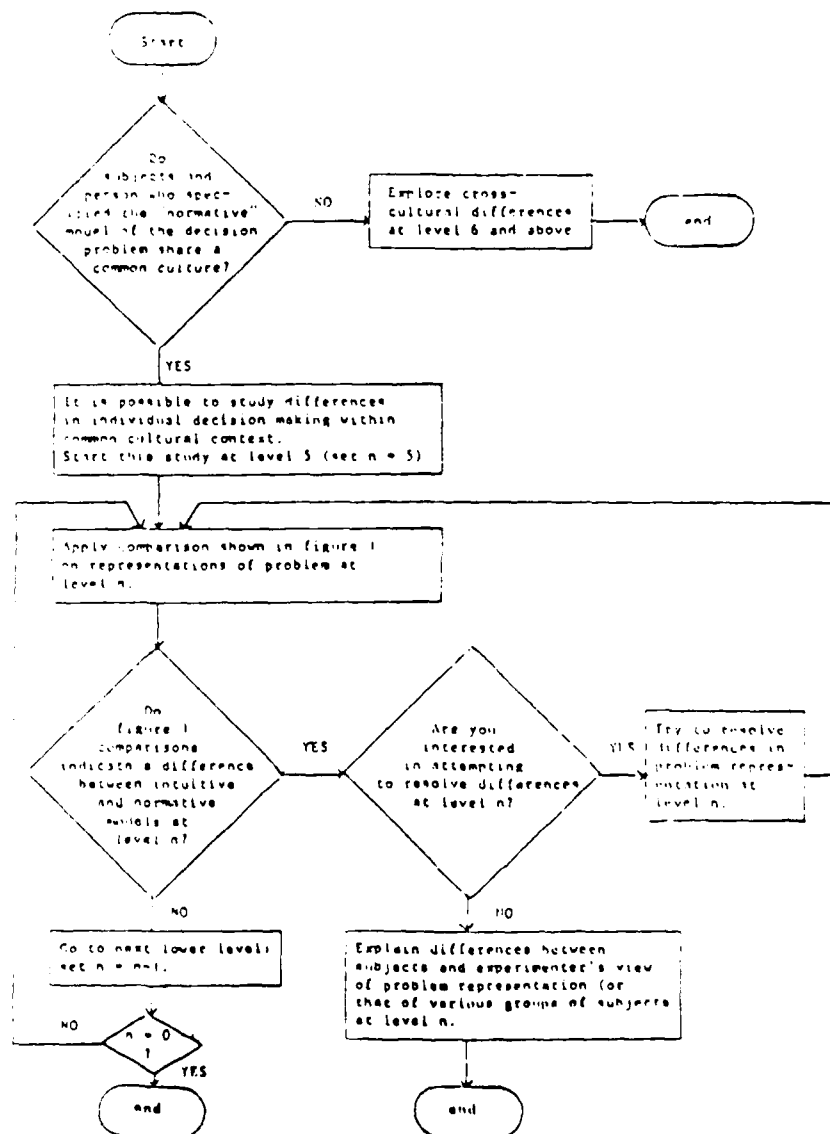 Start
Do
subjects and
person who spec-
ified the "normative"
model of the decision
problem share a
common culture?
NO
Explore cross-
cultural differences
at level 6 and above
end
YES
It is possible to study differences
in individual decision making within
common cultural context.
Start this study at level 5 (set n = 5)
Apply comparison shown in figure 1
on representations of problem at
level n.
Do
figure 1
comparisons
indicate a difference
between intuitive
and normative
models at
level n?
YES
Are you
interested
in attempting
to resolve differences
at level n?
YES
Try to resolve
differences in
problem repres-
entation at
level n.
NO
Go to next lower level;
set n = n-1.
NO
n = 0
?
YES
end
NO
Explain differences between
subjects and experimenter's view
of problem representation (or
that of various groups of subjects
at level n.
end